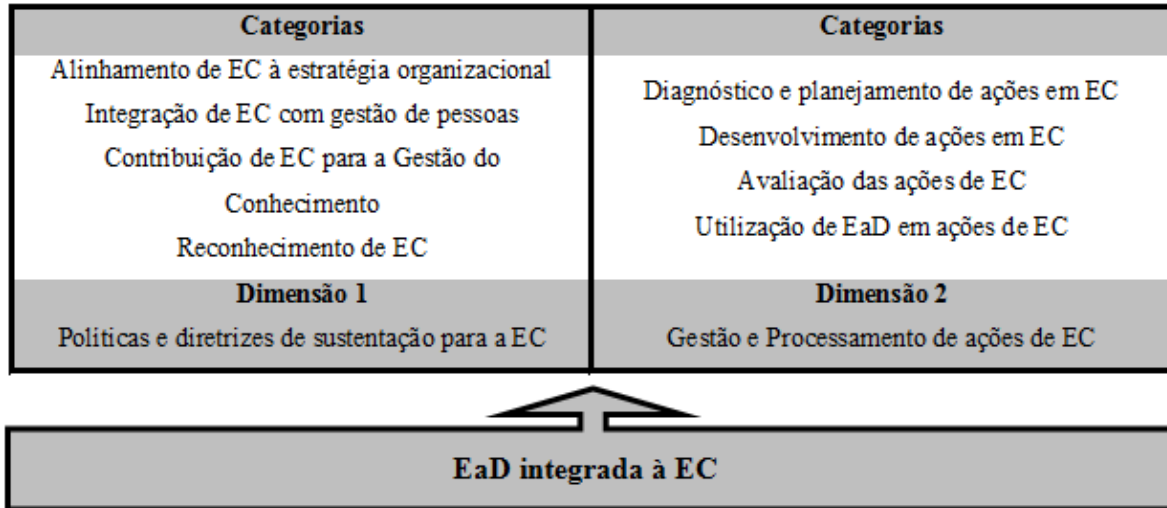 Categorias
Alinhamento de EC à estratégia organizacional
Integração de EC com gestão de pessoas
Contribuição de EC para a Gestão do
Conhecimento
Reconhecimento de EC
Dimensão 1
Políticas e diretrizes de sustentação para a EC
Categorias
Diagnóstico e planejamento de ações em EC
Desenvolvimento de ações em EC
Avaliação das ações de EC
Utilização de EaD em ações de EC
Dimensão 2
Gestão e Processamento de ações de EC
EaD integrada à EC